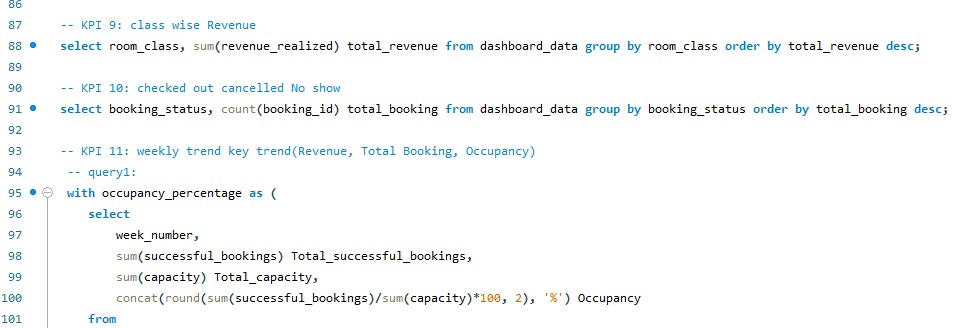 86
87 -- KPI 9: class wise Revenue
88 select room_class, sum(revenue_realized) total_revenue from dashboard_data group by room_class order by total_revenue desc;
89
90 -- KPI 10: checked out cancelled No show
91 select booking_status, count(booking_id) total_booking from dashboard_data group by booking_status order by total_booking desc;
92
93 -- KPI 11: weekly trend key trend(Revenue, Total Booking, Occupancy)
94 -- query1:
95 with occupancy_percentage as (
96 select
97 week_number,
98 sum(successful_bookings) Total_successful_bookings,
99 sum(capacity) Total_capacity,
100 concat(round(sum(successful_bookings)/sum(capacity)*100, 2), '%') Occupancy
101 from